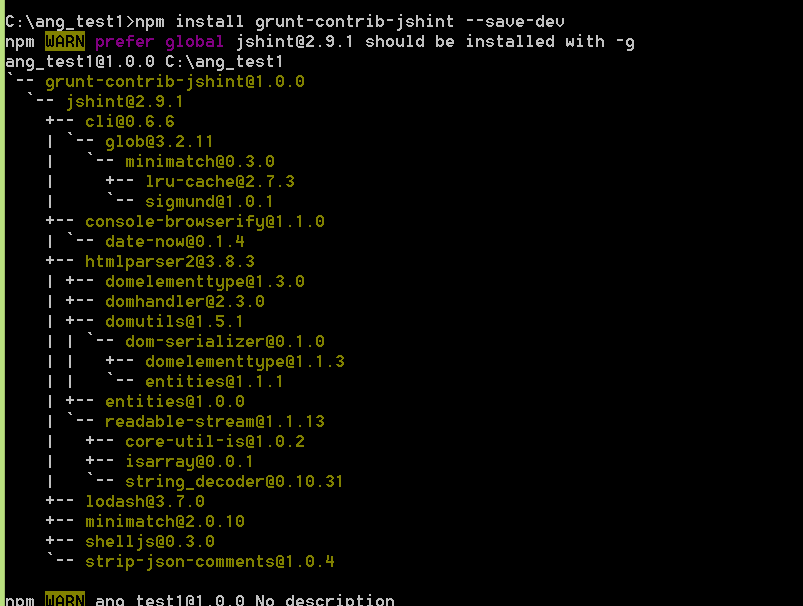 C:\ang_test1>npm install grunt-contrib-jshint --save-dev
npm WARN prefer global jshint@2.9.1 should be installed with -g
ang_test1@1.0.0 C:\ang_test1
`-- grunt-contrib-jshint@1.0.0
  `-- jshint@2.9.1
    +-- cli@0.6.6
    | `-- glob@3.2.11
    |   `-- minimatch@0.3.0
    |     +-- lru-cache@2.7.3
    |     `-- sigmund@1.0.1
    +-- console-browserify@1.1.0
    | `-- date-now@0.1.4
    +-- htmlparser2@3.8.3
    | +-- domelementtype@1.3.0
    | +-- domhandler@2.3.0
    | +-- domutils@1.5.1
    | | `-- dom-serializer@0.1.0
    | |   +-- domelementtype@1.1.3
    | |   `-- entities@1.1.1
    | +-- entities@1.0.0
    | `-- readable-stream@1.1.13
    |   +-- core-util-is@1.0.2
    |   +-- isarray@0.0.1
    |   `-- string_decoder@0.10.31
    +-- lodash@3.7.0
    +-- minimatch@2.0.10
    +-- shelljs@0.3.0
    `-- strip-json-comments@1.0.4

npm WARN ang_test1@1.0.0 No description